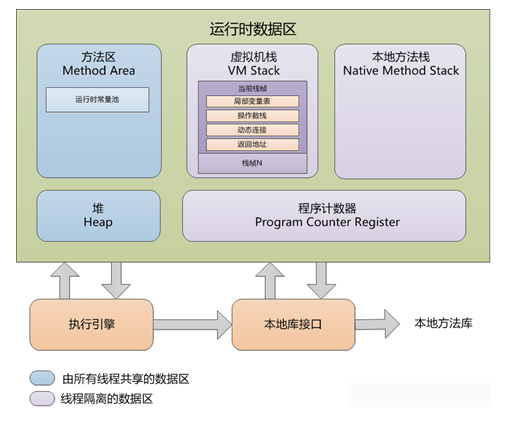 运行时数据区
方法区
Method Area
运行时常量池
虚拟机栈
VM Stack
当前栈帧
局部变量表
操作数栈
动态连接
返回地址
栈帧N
本地方法栈
Native Method Stack
堆
Heap
程序计数器
Program Counter Register
执行引擎
本地库接口
本地方法库
由所有线程共享的数据区
线程隔离的数据区